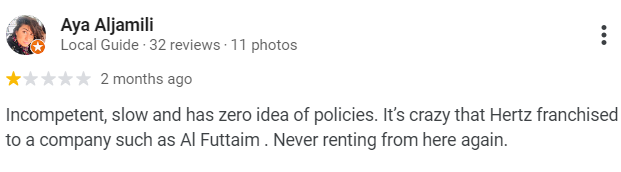 Aya Aljamili
Local Guide · 32 reviews · 11 photos
2 months ago
Incompetent, slow and has zero idea of policies. It’s crazy that Hertz franchised
to a company such as Al Futtaim . Never renting from here again.